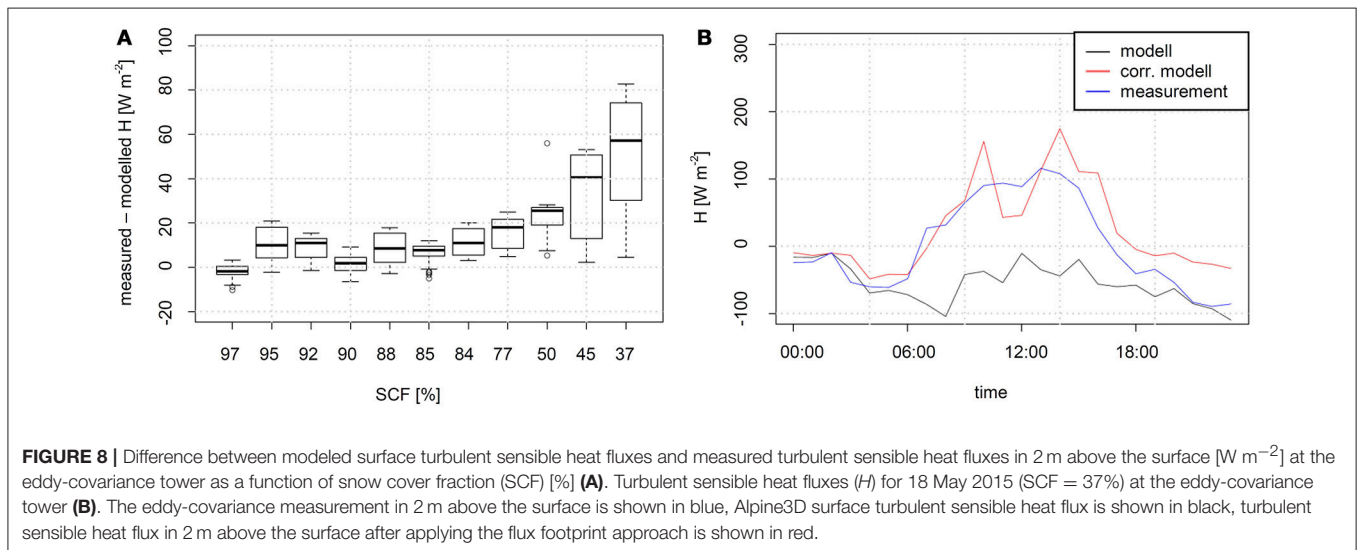 A
measured – modelled H [W m⁻²]
100
80
60
40
20
0
-20
97 95 92 90 88 85 84 77 50 45 37
SCF [%]
B
modell
corr. modell
measurement
H [W m⁻²]
300
200
100
0
-100
00:00 06:00 12:00 18:00
time
FIGURE 8 | Difference between modeled surface turbulent sensible heat fluxes and measured turbulent sensible heat fluxes in 2 m above the surface [W m⁻²] at the
eddy-covariance tower as a function of snow cover fraction (SCF) [%] (A). Turbulent sensible heat fluxes (H) for 18 May 2015 (SCF = 37%) at the eddy-covariance
tower (B). The eddy-covariance measurement in 2 m above the surface is shown in blue, Alpine3D surface turbulent sensible heat flux is shown in black, turbulent
sensible heat flux in 2 m above the surface after applying the flux footprint approach is shown in red.